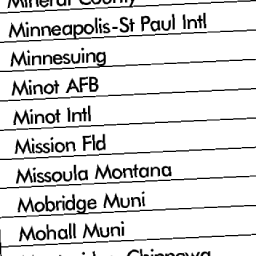 Mineral County
Minneapolis-St Paul Intl
Minnesuing
Minot AFB
Minot Intl
Mission Fld
Missoula Montana
Mobridge Muni
Mohall Muni
Chippewa